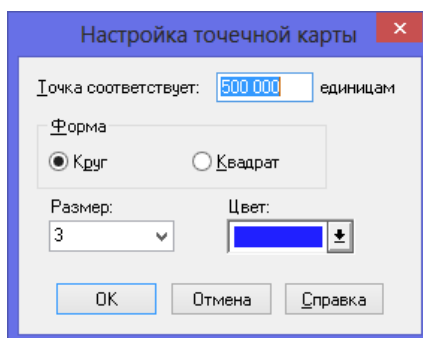 Настройка точечной карты
Точка соответствует: 500 000 единицам
Форма
Круг Квадрат
Размер: Цвет:
3
OK Отмена Справка